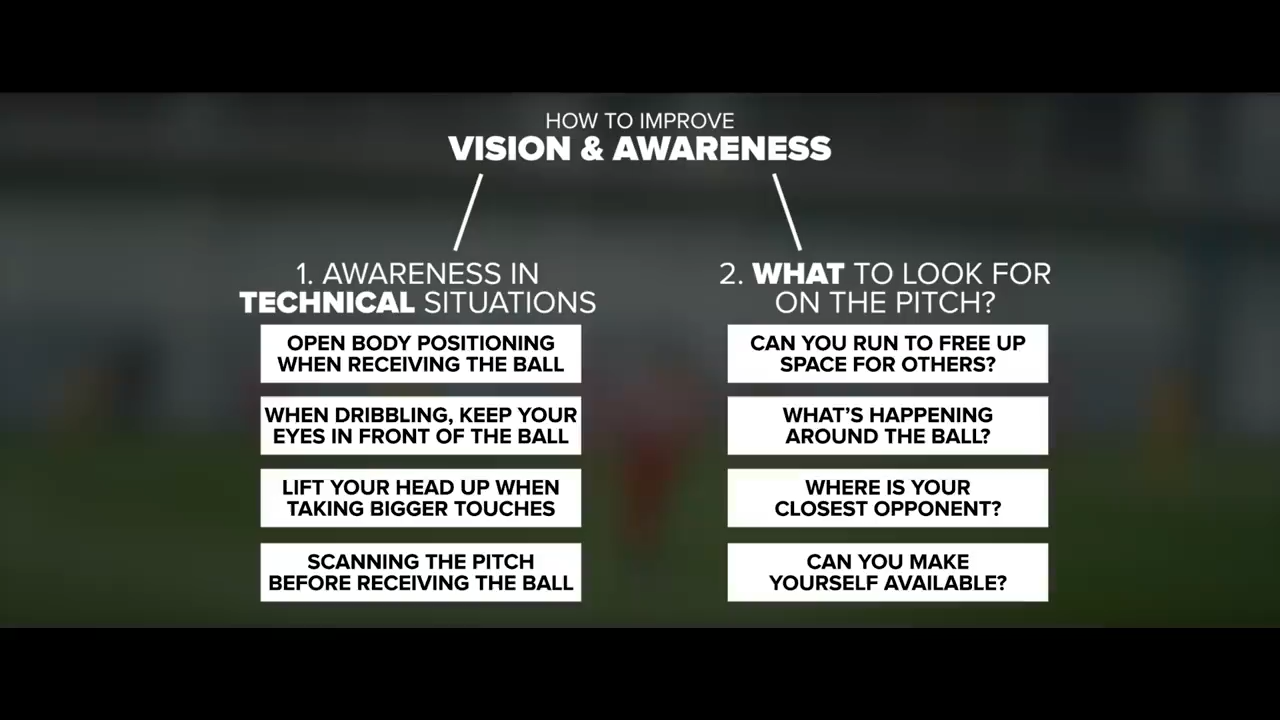 HOW TO IMPROVE
VISION & AWARENESS
1. AWARENESS IN
TECHNICAL SITUATIONS
OPEN BODY POSITIONING
WHEN RECEIVING THE BALL
WHEN DRIBBLING, KEEP YOUR
EYES IN FRONT OF THE BALL
LIFT YOUR HEAD UP WHEN
TAKING BIGGER TOUCHES
SCANNING THE PITCH
BEFORE RECEIVING THE BALL
2. WHAT TO LOOK FOR
ON THE PITCH?
CAN YOU RUN TO FREE UP
SPACE FOR OTHERS?
WHAT'S HAPPENING
AROUND THE BALL?
WHERE IS YOUR
CLOSEST OPPONENT?
CAN YOU MAKE
YOURSELF AVAILABLE?